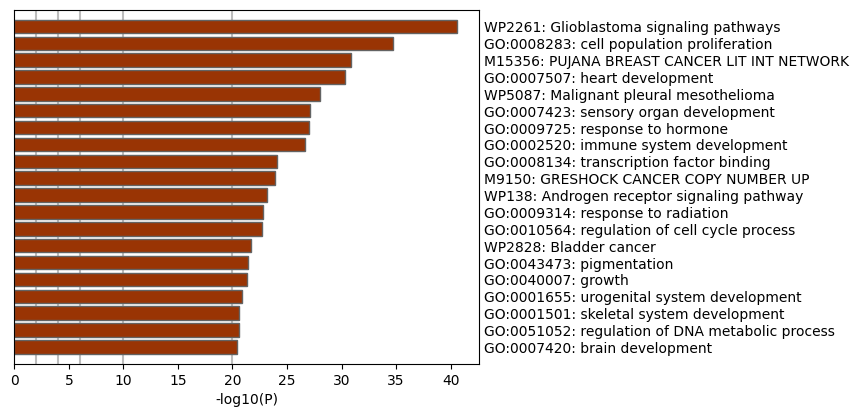 WP2261: Glioblastoma signaling pathways
GO:0008283: cell population proliferation
M15356: PUJANA BREAST CANCER LIT INT NETWORK
GO:0007507: heart development
WP5087: Malignant pleural mesothelioma
GO:0007423: sensory organ development
GO:0009725: response to hormone
GO:0002520: immune system development
GO:0008134: transcription factor binding
M9150: GRESHOCK CANCER COPY NUMBER UP
WP138: Androgen receptor signaling pathway
GO:0009314: response to radiation
GO:0010564: regulation of cell cycle process
WP2828: Bladder cancer
GO:0043473: pigmentation
GO:0040007: growth
GO:0001655: urogenital system development
GO:0001501: skeletal system development
GO:0051052: regulation of DNA metabolic process
GO:0007420: brain development
0 5 10 15 20 25 30 35 40
-log10(P)